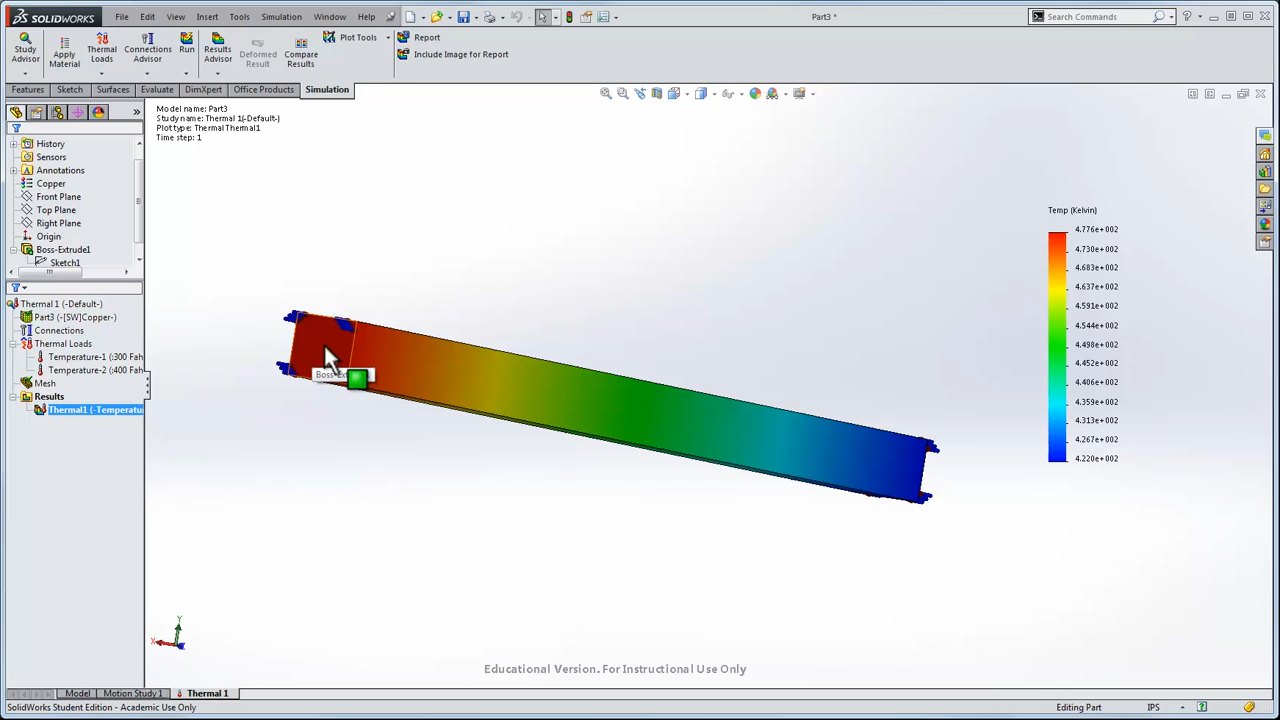 SOLIDWORKS File Edit View Insert Tools Simulation Window Help Part3 * Search Commands
Study Advisor Apply Material Thermal Loads Connections Advisor Run Results Advisor Deformed Result Compare Results Plot Tools Report
Include Image for Report
Features Sketch Surfaces Evaluate DimXpert Office Products Simulation
Model name: Part3
Study name: Thermal 1(-Default-)
Plot type: Thermal Thermal1
Time step: 1
History
Sensors
Annotations
Copper
Front Plane
Top Plane
Right Plane
Origin
Boss-Extrude1
Sketch1
Thermal 1 (-Default-)
Part3 (-[SW]Copper-)
Connections
Thermal Loads
Temperature-1 (:300 Fah
Temperature-2 (:400 Fah
Mesh
Results
Thermal1 (-Temperatu
Temp (Kelvin)
4.776e+002
4.730e+002
4.683e+002
4.637e+002
4.590e+002
4.544e+002
4.498e+002
4.451e+002
4.405e+002
4.359e+002
4.313e+002
4.267e+002
4.220e+002
Y
X
Educational Version. For Instructional Use Only
Model Motion Study 1 Thermal 1
SolidWorks Student Edition - Academic Use Only Editing Part IPS